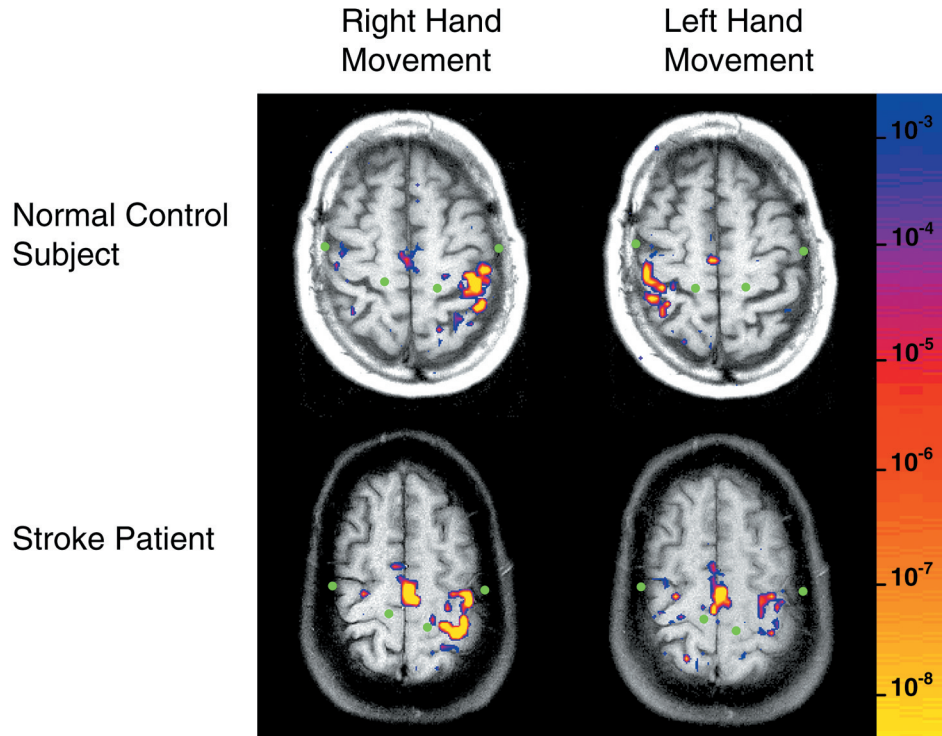 Right Hand
Movement
Left Hand
Movement
Normal Control
Subject
Stroke Patient
10-3
10-4
10-5
10-6
10-7
10-8